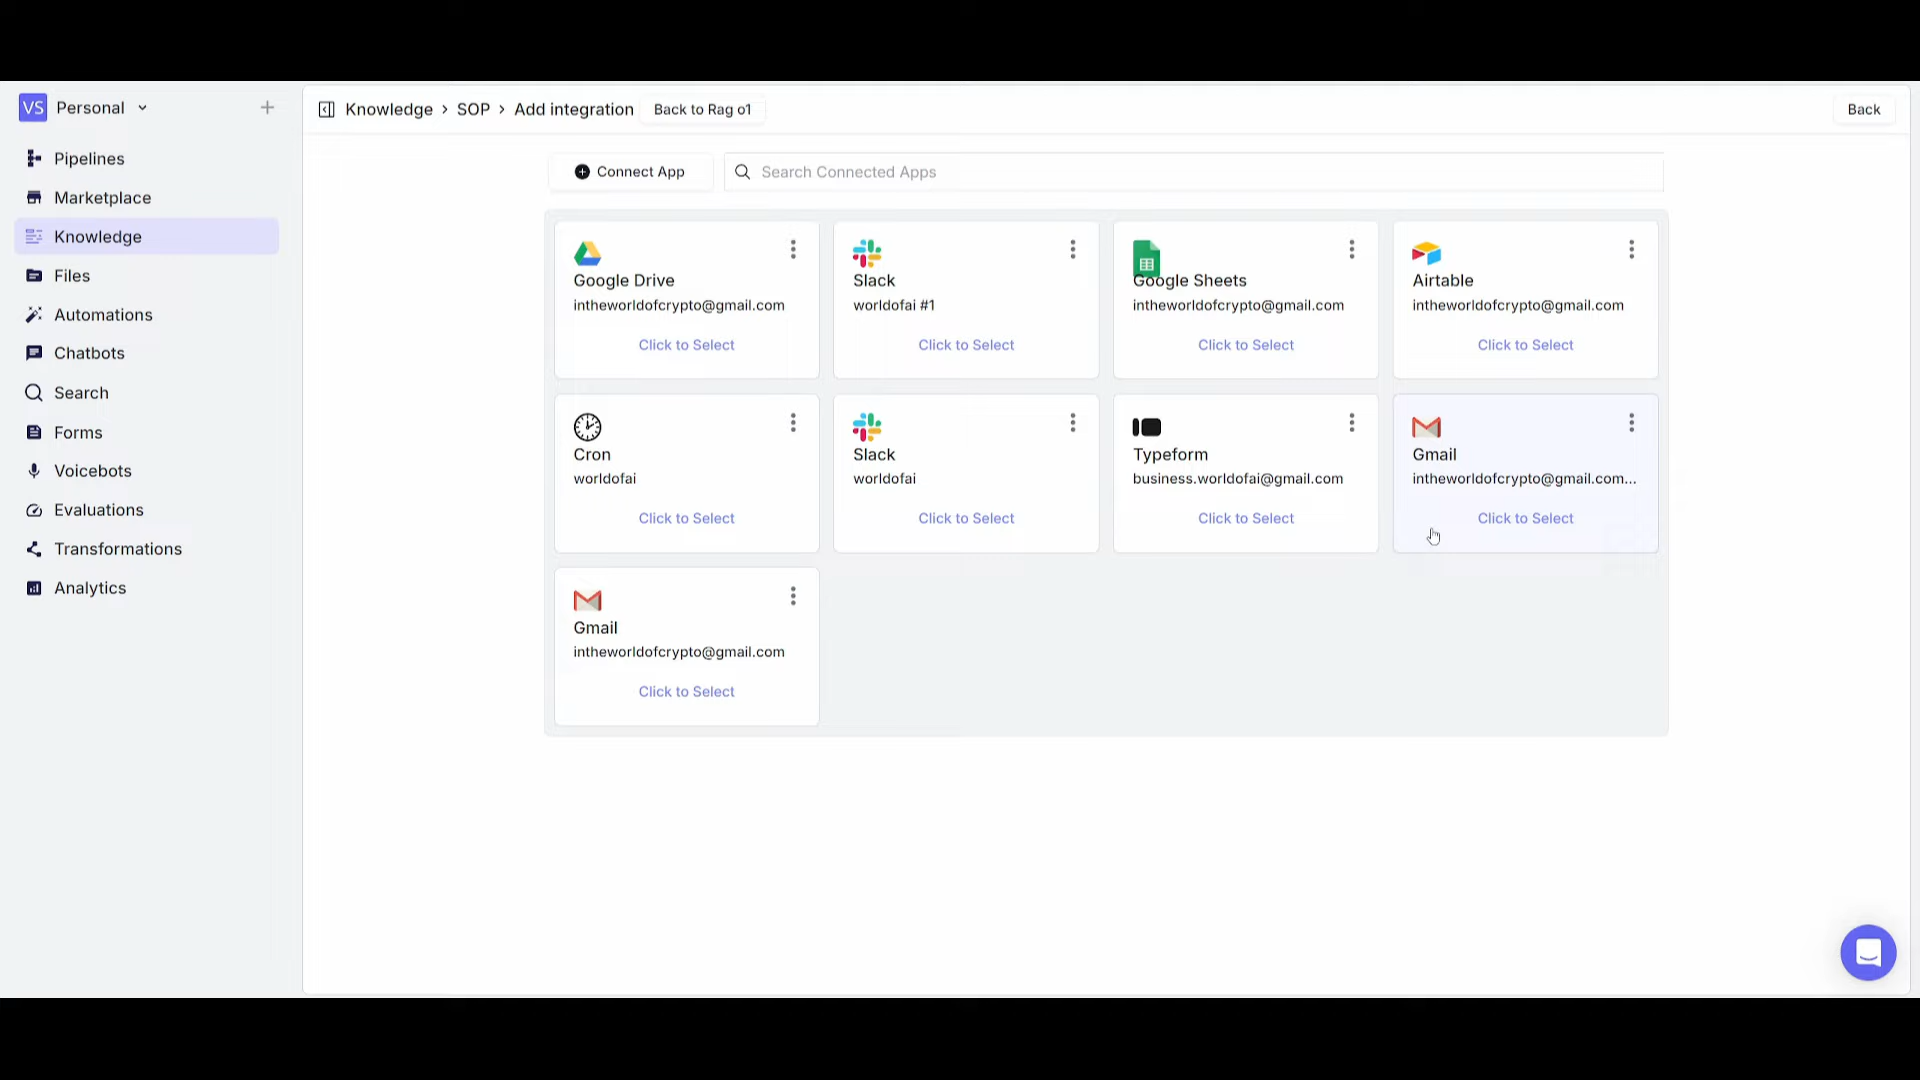 VS Personal
Pipelines
Marketplace
Knowledge
Files
Automations
Chatbots
Search
Forms
Voicebots
Evaluations
Transformations
Analytics
Knowledge > SOP > Add integration
Back to Rag o1
Back
Connect App
Search Connected Apps
Google Drive
intheworldofcrypto@gmail.com
Click to Select
Slack
worldofai #1
Click to Select
Google Sheets
intheworldofcrypto@gmail.com
Click to Select
Airtable
intheworldofcrypto@gmail.com
Click to Select
Cron
worldofai
Click to Select
Slack
worldofai
Click to Select
Typeform
business.worldofai@gmail.com
Click to Select
Gmail
intheworldofcrypto@gmail.com...
Click to Select
Gmail
intheworldofcrypto@gmail.com
Click to Select